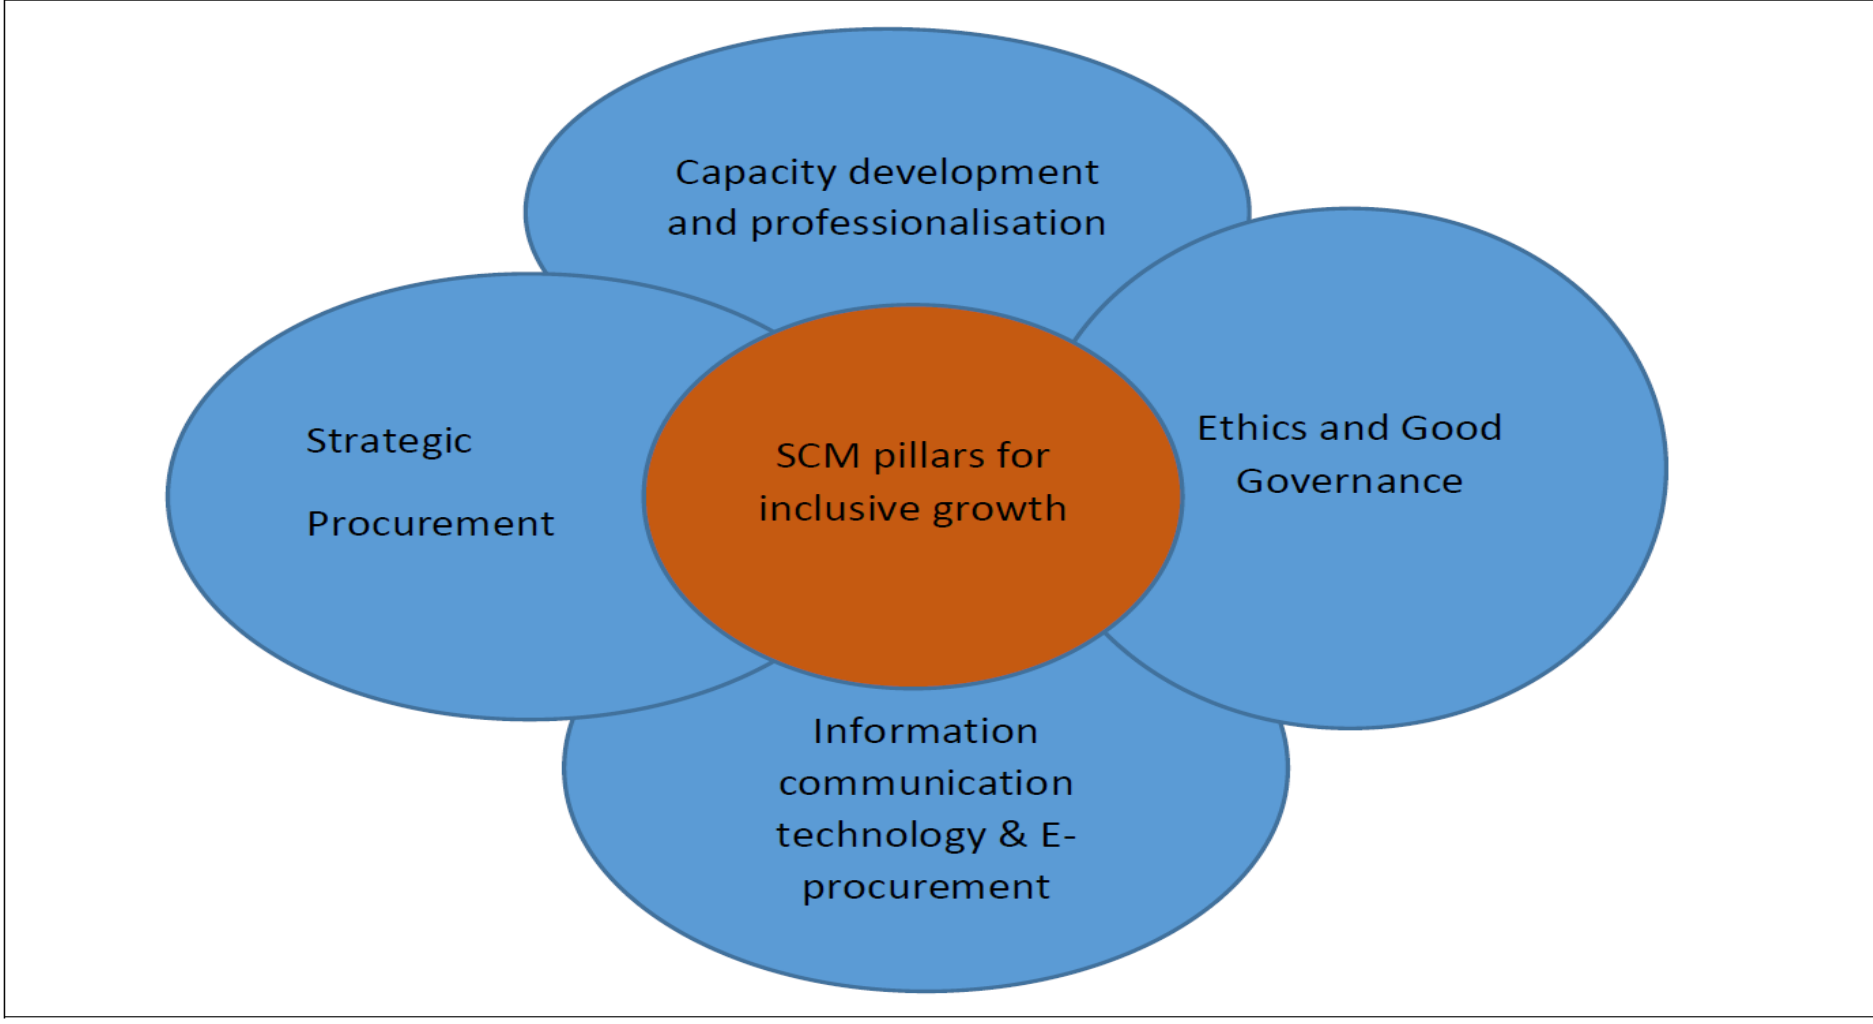 Capacity development
and professionalisation
Strategic
Procurement
SCM pillars for
inclusive growth
Ethics and Good
Governance
Information
communication
technology & E-
procurement